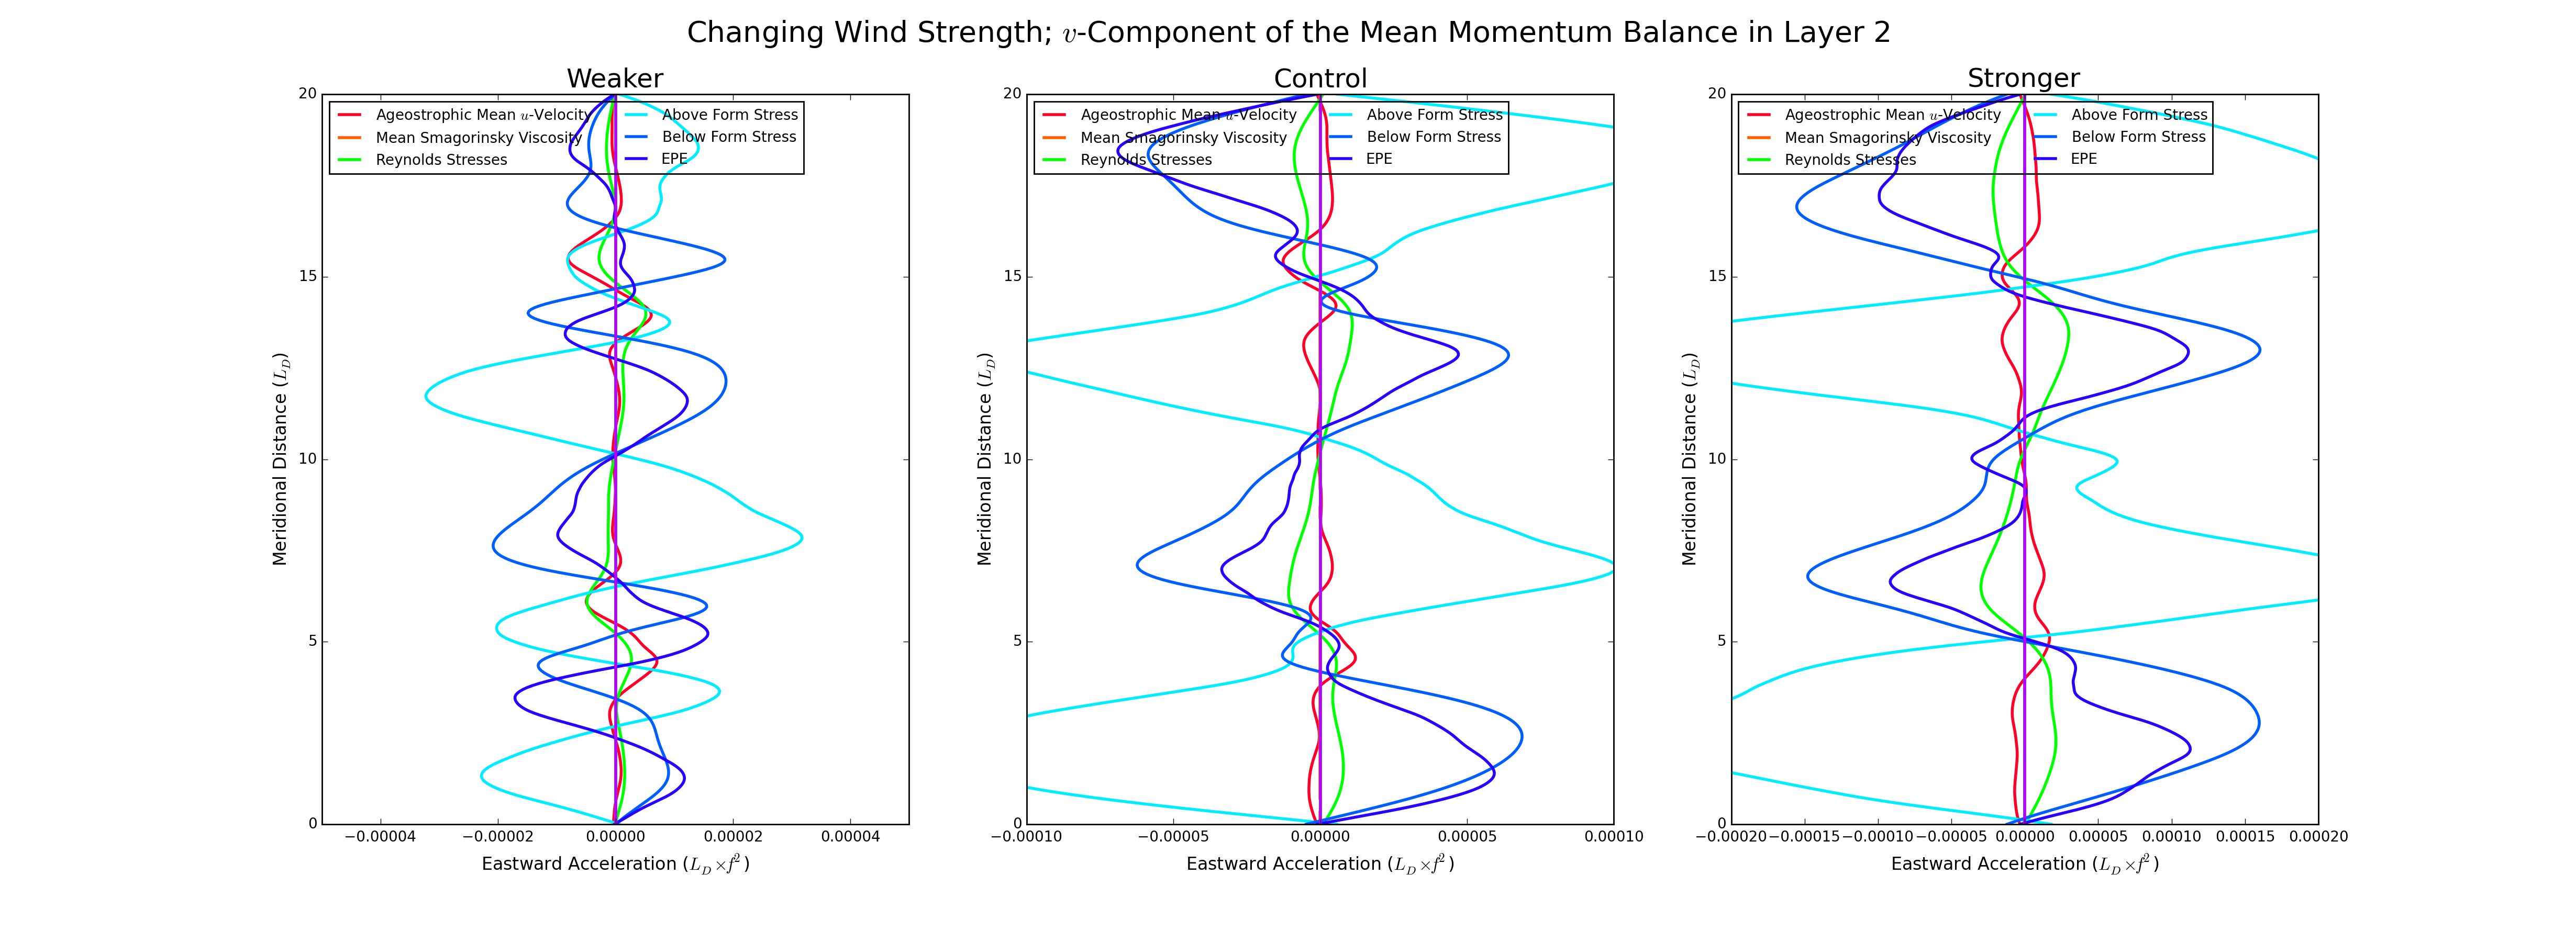 Changing Wind Strength; v-Component of the Mean Momentum Balance in Layer 2
Weaker
Ageostrophic Mean u-Velocity
Mean Smagorinsky Viscosity
Reynolds Stresses
Above Form Stress
Below Form Stress
EPE
20
15
10
5
0
Meridional Distance (L_D)
−0.00004 −0.00002 0.00000 0.00002 0.00004
Eastward Acceleration (L_D×f²)
Control
Ageostrophic Mean u-Velocity
Mean Smagorinsky Viscosity
Reynolds Stresses
Above Form Stress
Below Form Stress
EPE
20
15
10
5
0
Meridional Distance (L_D)
−0.00010 −0.00005 0.00000 0.00005 0.00010
Eastward Acceleration (L_D×f²)
Stronger
Ageostrophic Mean u-Velocity
Mean Smagorinsky Viscosity
Reynolds Stresses
Above Form Stress
Below Form Stress
EPE
20
15
10
5
0
Meridional Distance (L_D)
−0.00020 −0.00015 −0.00010 −0.00005 0.00000 0.00005 0.00010 0.00015 0.00020
Eastward Acceleration (L_D×f²)